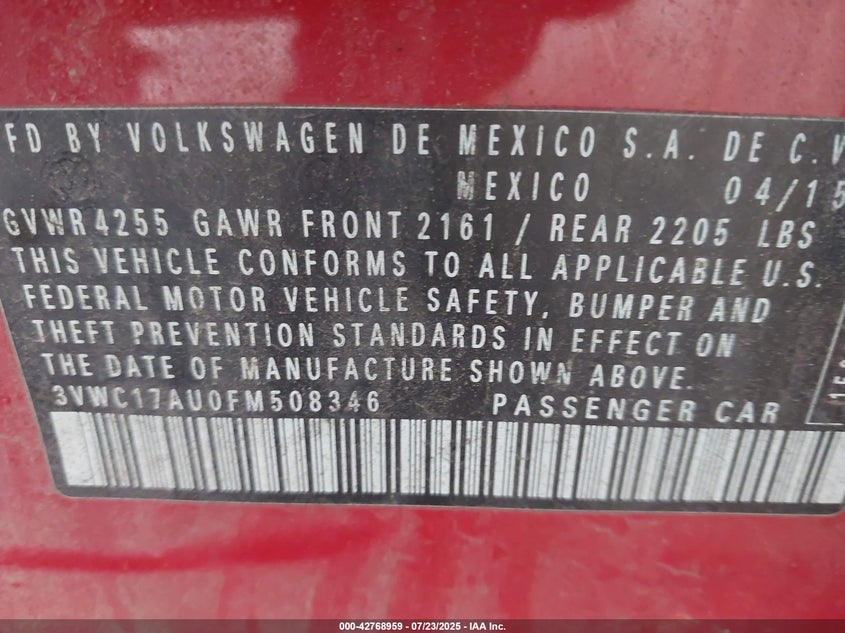 FD BY VOLKSWAGEN DE MEXICO S.A. DE C.V
MEXICO 04/15
GVWR 4255 GAWR FRONT 2161 / REAR 2205 LBS
THIS VEHICLE CONFORMS TO ALL APPLICABLE U.S.
FEDERAL MOTOR VEHICLE SAFETY, BUMPER AND
THEFT PREVENTION STANDARDS IN EFFECT ON
THE DATE OF MANUFACTURE SHOWN ABOVE.
3VWC17AU0FM508346 PASSENGER CAR
000-42768959 | 07/23/2025 | IAA Inc.